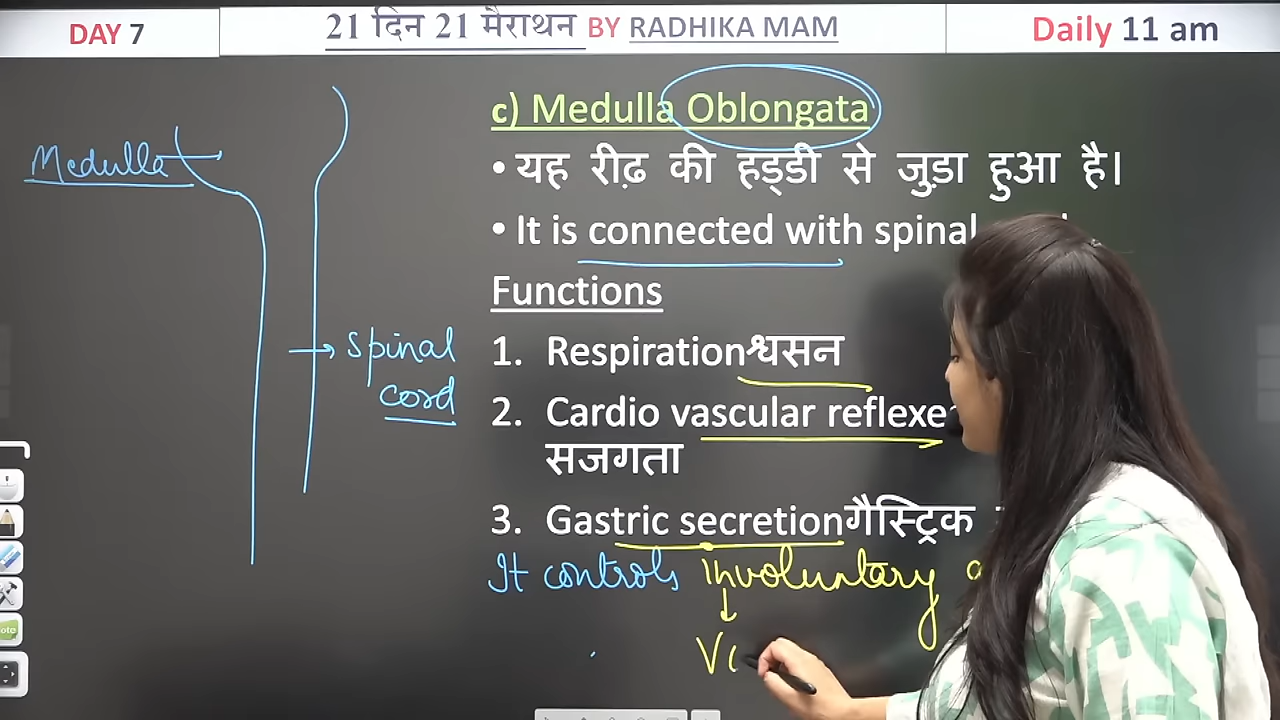 DAY 7
21 दिन 21 मैराथन BY RADHIKA MAM
Daily 11 am
Medulla
spinal
cord
c) Medulla Oblongata
• यह रीढ़ की हड्डी से जुड़ा हुआ है।
• It is connected with spinal
Functions
1. Respirationश्वसन
2. Cardio vascular reflexe
सजगता
3. Gastric secretionगैस्ट्रिक
It controls involuntary